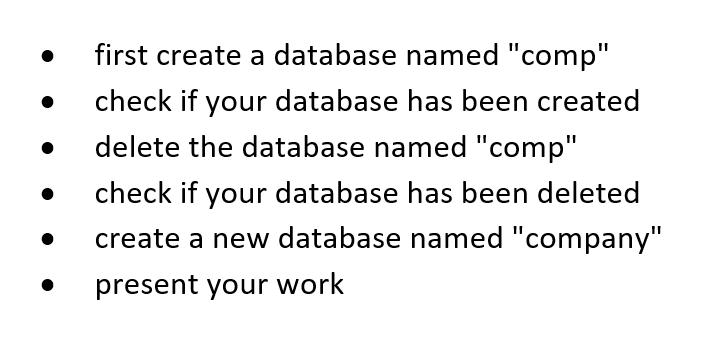 • first create a database named "comp"
• check if your database has been created
• delete the database named "comp"
• check if your database has been deleted
• create a new database named "company"
• present your work